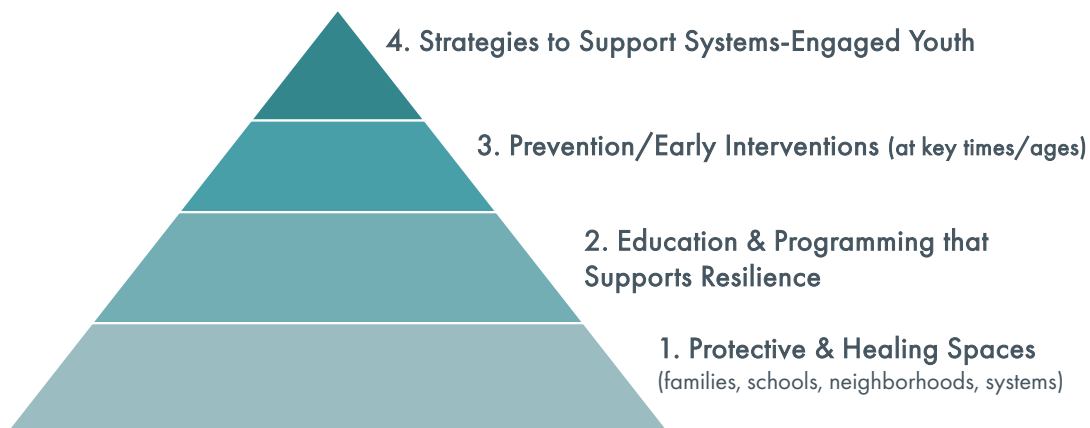 4. Strategies to Support Systems-Engaged Youth
3. Prevention/Early Interventions (at key times/ages)
2. Education & Programming that
Supports Resilience
1. Protective & Healing Spaces
(families, schools, neighborhoods, systems)